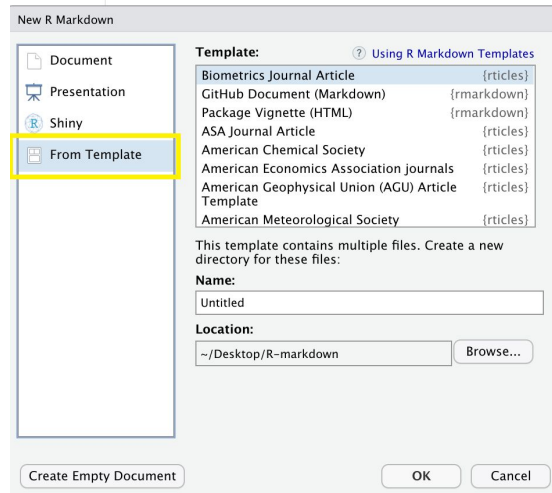 New R Markdown
Document
Presentation
R Shiny
From Template
Template:
? Using R Markdown Templates
Biometrics Journal Article {rticles}
GitHub Document (Markdown) {rmarkdown}
Package Vignette (HTML) {rmarkdown}
ASA Journal Article {rticles}
American Chemical Society {rticles}
American Economics Association journals {rticles}
American Geophysical Union (AGU) Article {rticles}
Template
American Meteorological Society {rticles}
This template contains multiple files. Create a new
directory for these files:
Name:
Untitled
Location:
~/Desktop/R-markdown
Browse...
Create Empty Document
OK
Cancel